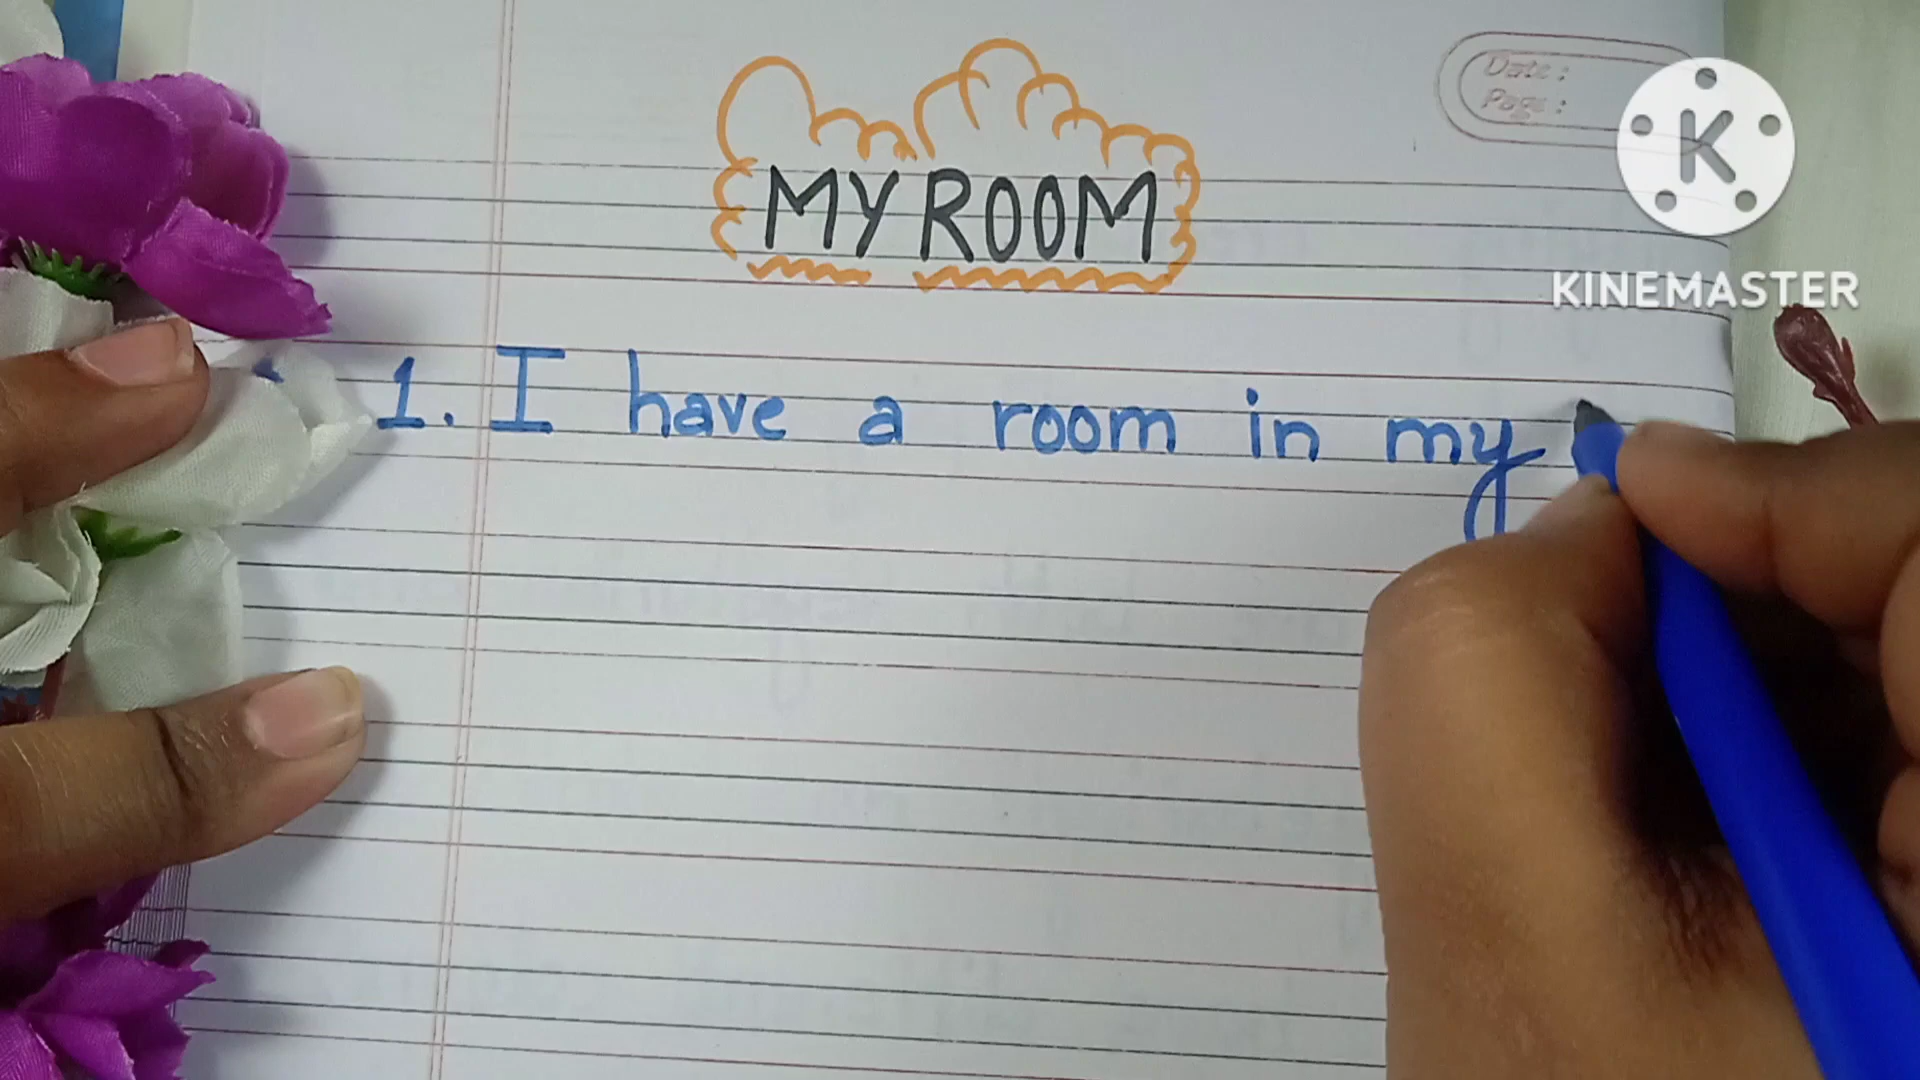 Date :
Page :
K
KINEMASTER
MY ROOM
1. I have a room in my